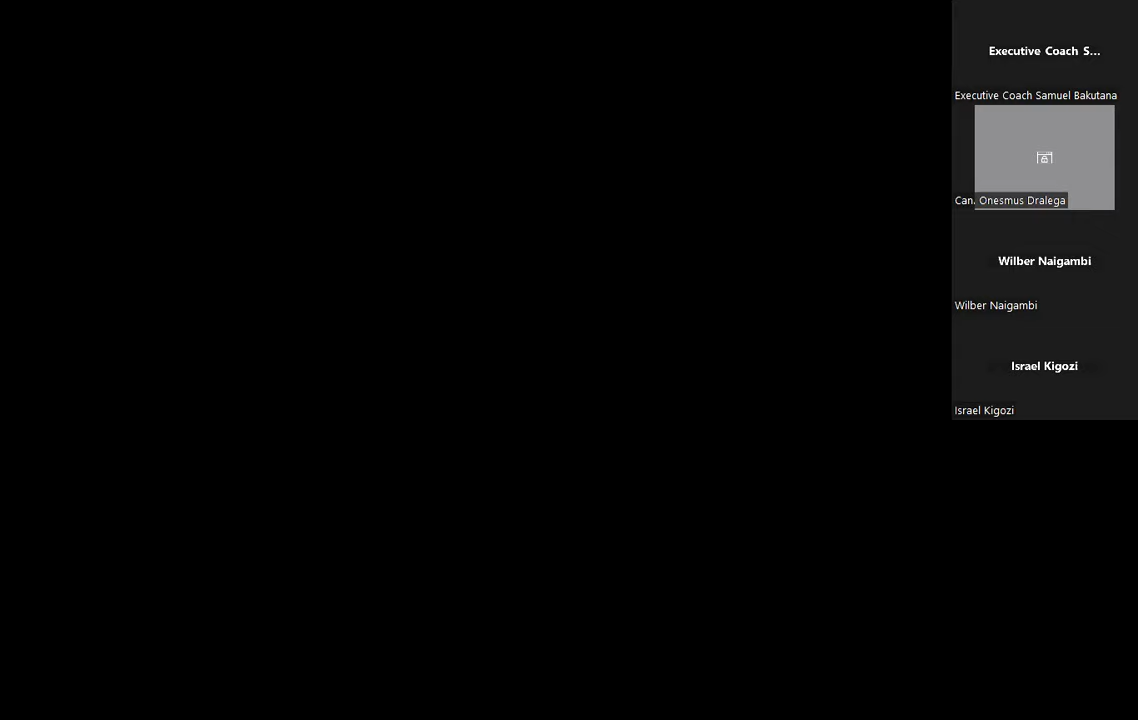 Executive Coach S...
Executive Coach Samuel Bakutana
Can. Onesmus Dralega
Wilber Naigambi
Wilber Naigambi
Israel Kigozi
Israel Kigozi